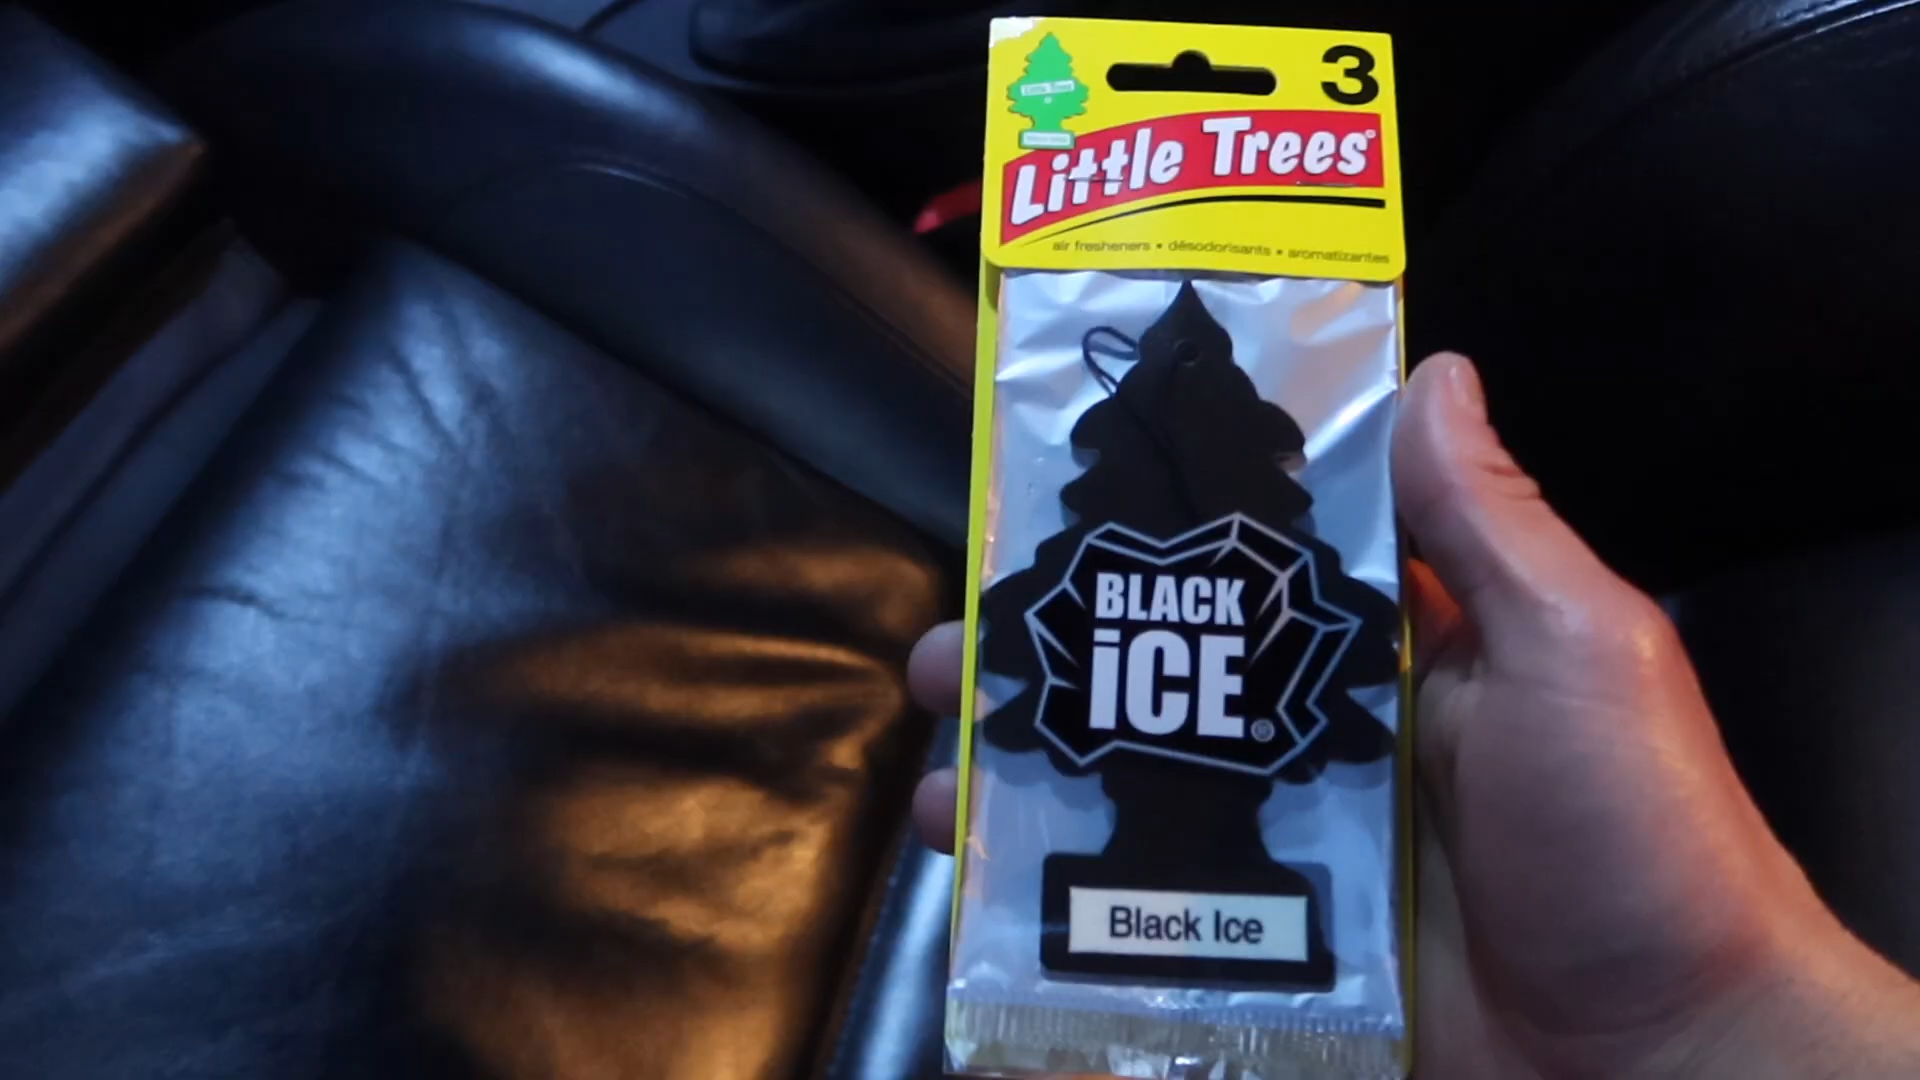 3
Little Trees®
air fresheners • désodorisants • aromatizantes
BLACK
iCE®
Black Ice